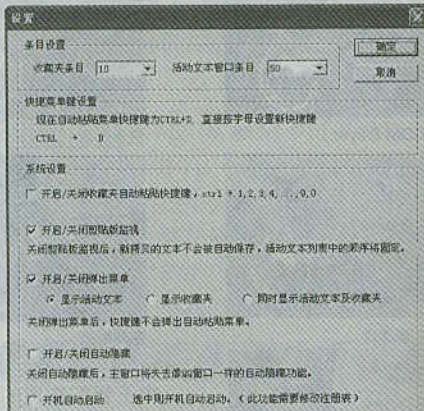 设置
条目设置
收藏夹条目 10 活动文本窗口条目 50
确定
取消
快捷菜单键设置
现在自动粘贴菜单快捷键为CTRL+D, 直接按字母设置新快捷键
CTRL + D
系统设置
开启/关闭收藏夹自动粘贴快捷键,ctrl + 1,2,3,4,...,9,0
开启/关闭剪贴板监视
关闭剪贴板监视后,新拷贝的文本不会被自动保存,活动文本列表中的顺序将固定。
开启/关闭弹出菜单
显示活动文本 显示收藏夹 同时显示活动文本及收藏夹
关闭弹出菜单后,快捷键不会弹出自动粘贴菜单。
开启/关闭自动隐藏
关闭自动隐藏后,主窗口将失去像QQ窗口一样的自动隐藏功能。
开机自动启动 选中则开机自动启动。(此功能需要修改注册表)